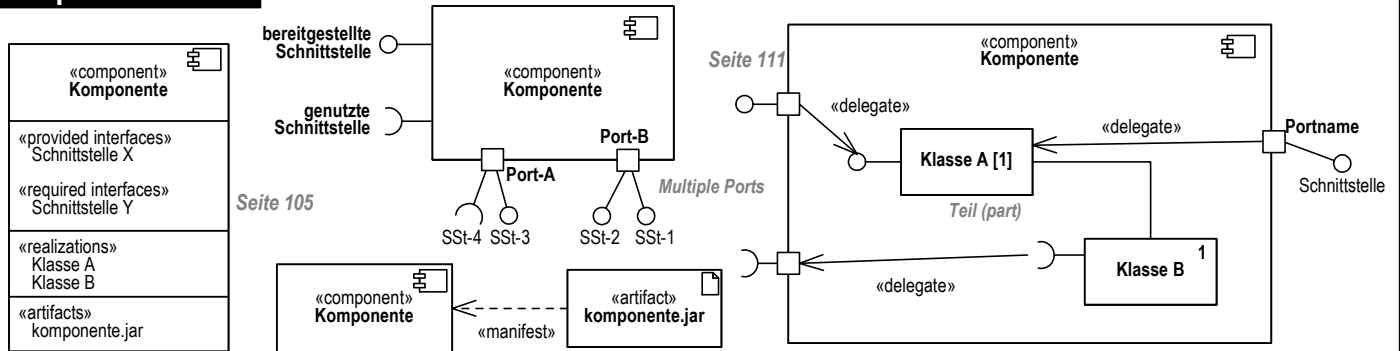 «component»
Komponente
«provided interfaces»
Schnittstelle X
«required interfaces»
Schnittstelle Y
«realizations»
Klasse A
Klasse B
«artifacts»
komponente.jar
Seite 105
bereitgestellte
Schnittstelle
genutzte
Schnittstelle
«component»
Komponente
Port-B
Port-A
Multiple Ports
SSt-4 SSt-3 SSt-2 SSt-1
«component»
Komponente
«manifest»
«artifact»
komponente.jar
Seite 111
«component»
Komponente
«delegate»
«delegate»
Portname
Klasse A [1]
Schnittstelle
Teil (part)
Klasse B 1
«delegate»